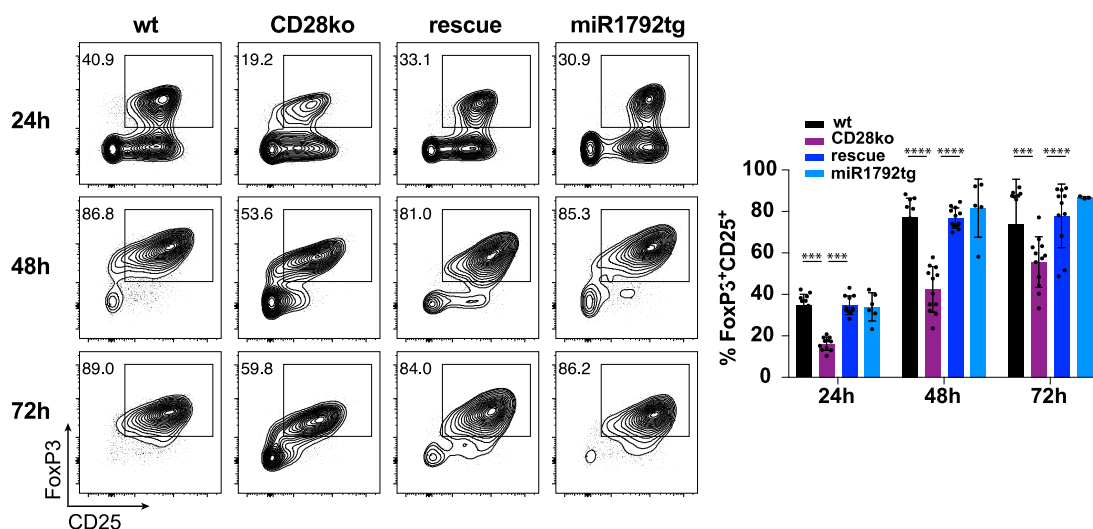 wt CD28ko rescue miR1792tg
24h 40.9 19.2 33.1 30.9
48h 86.8 53.6 81.0 85.3
72h 89.0 59.8 84.0 86.2
FoxP3
CD25
wt
CD28ko
rescue
miR1792tg
% FoxP3+CD25+
100
80
60
40
20
0
*** ***
**** ****
*** ****
24h 48h 72h